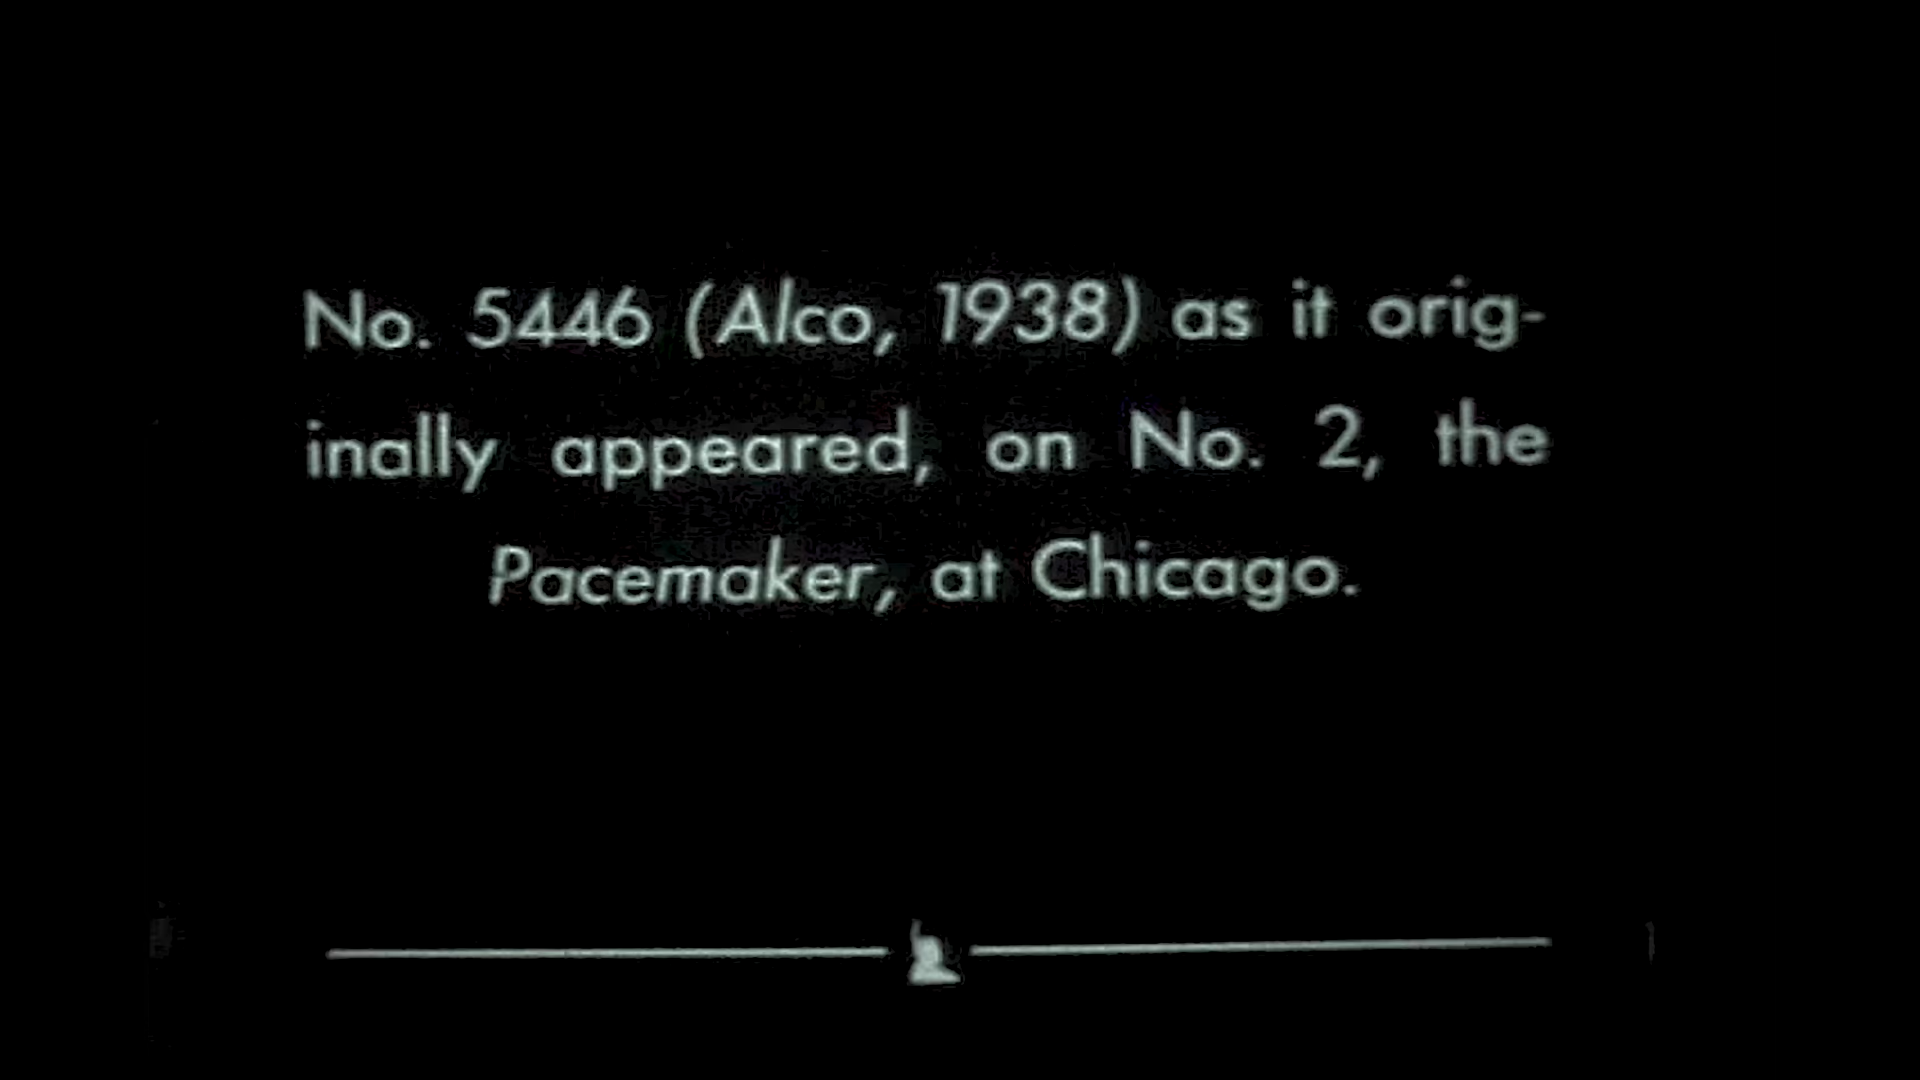 No. 5446 (Alco, 1938) as it orig-
inally appeared, on No. 2, the
Pacemaker, at Chicago.